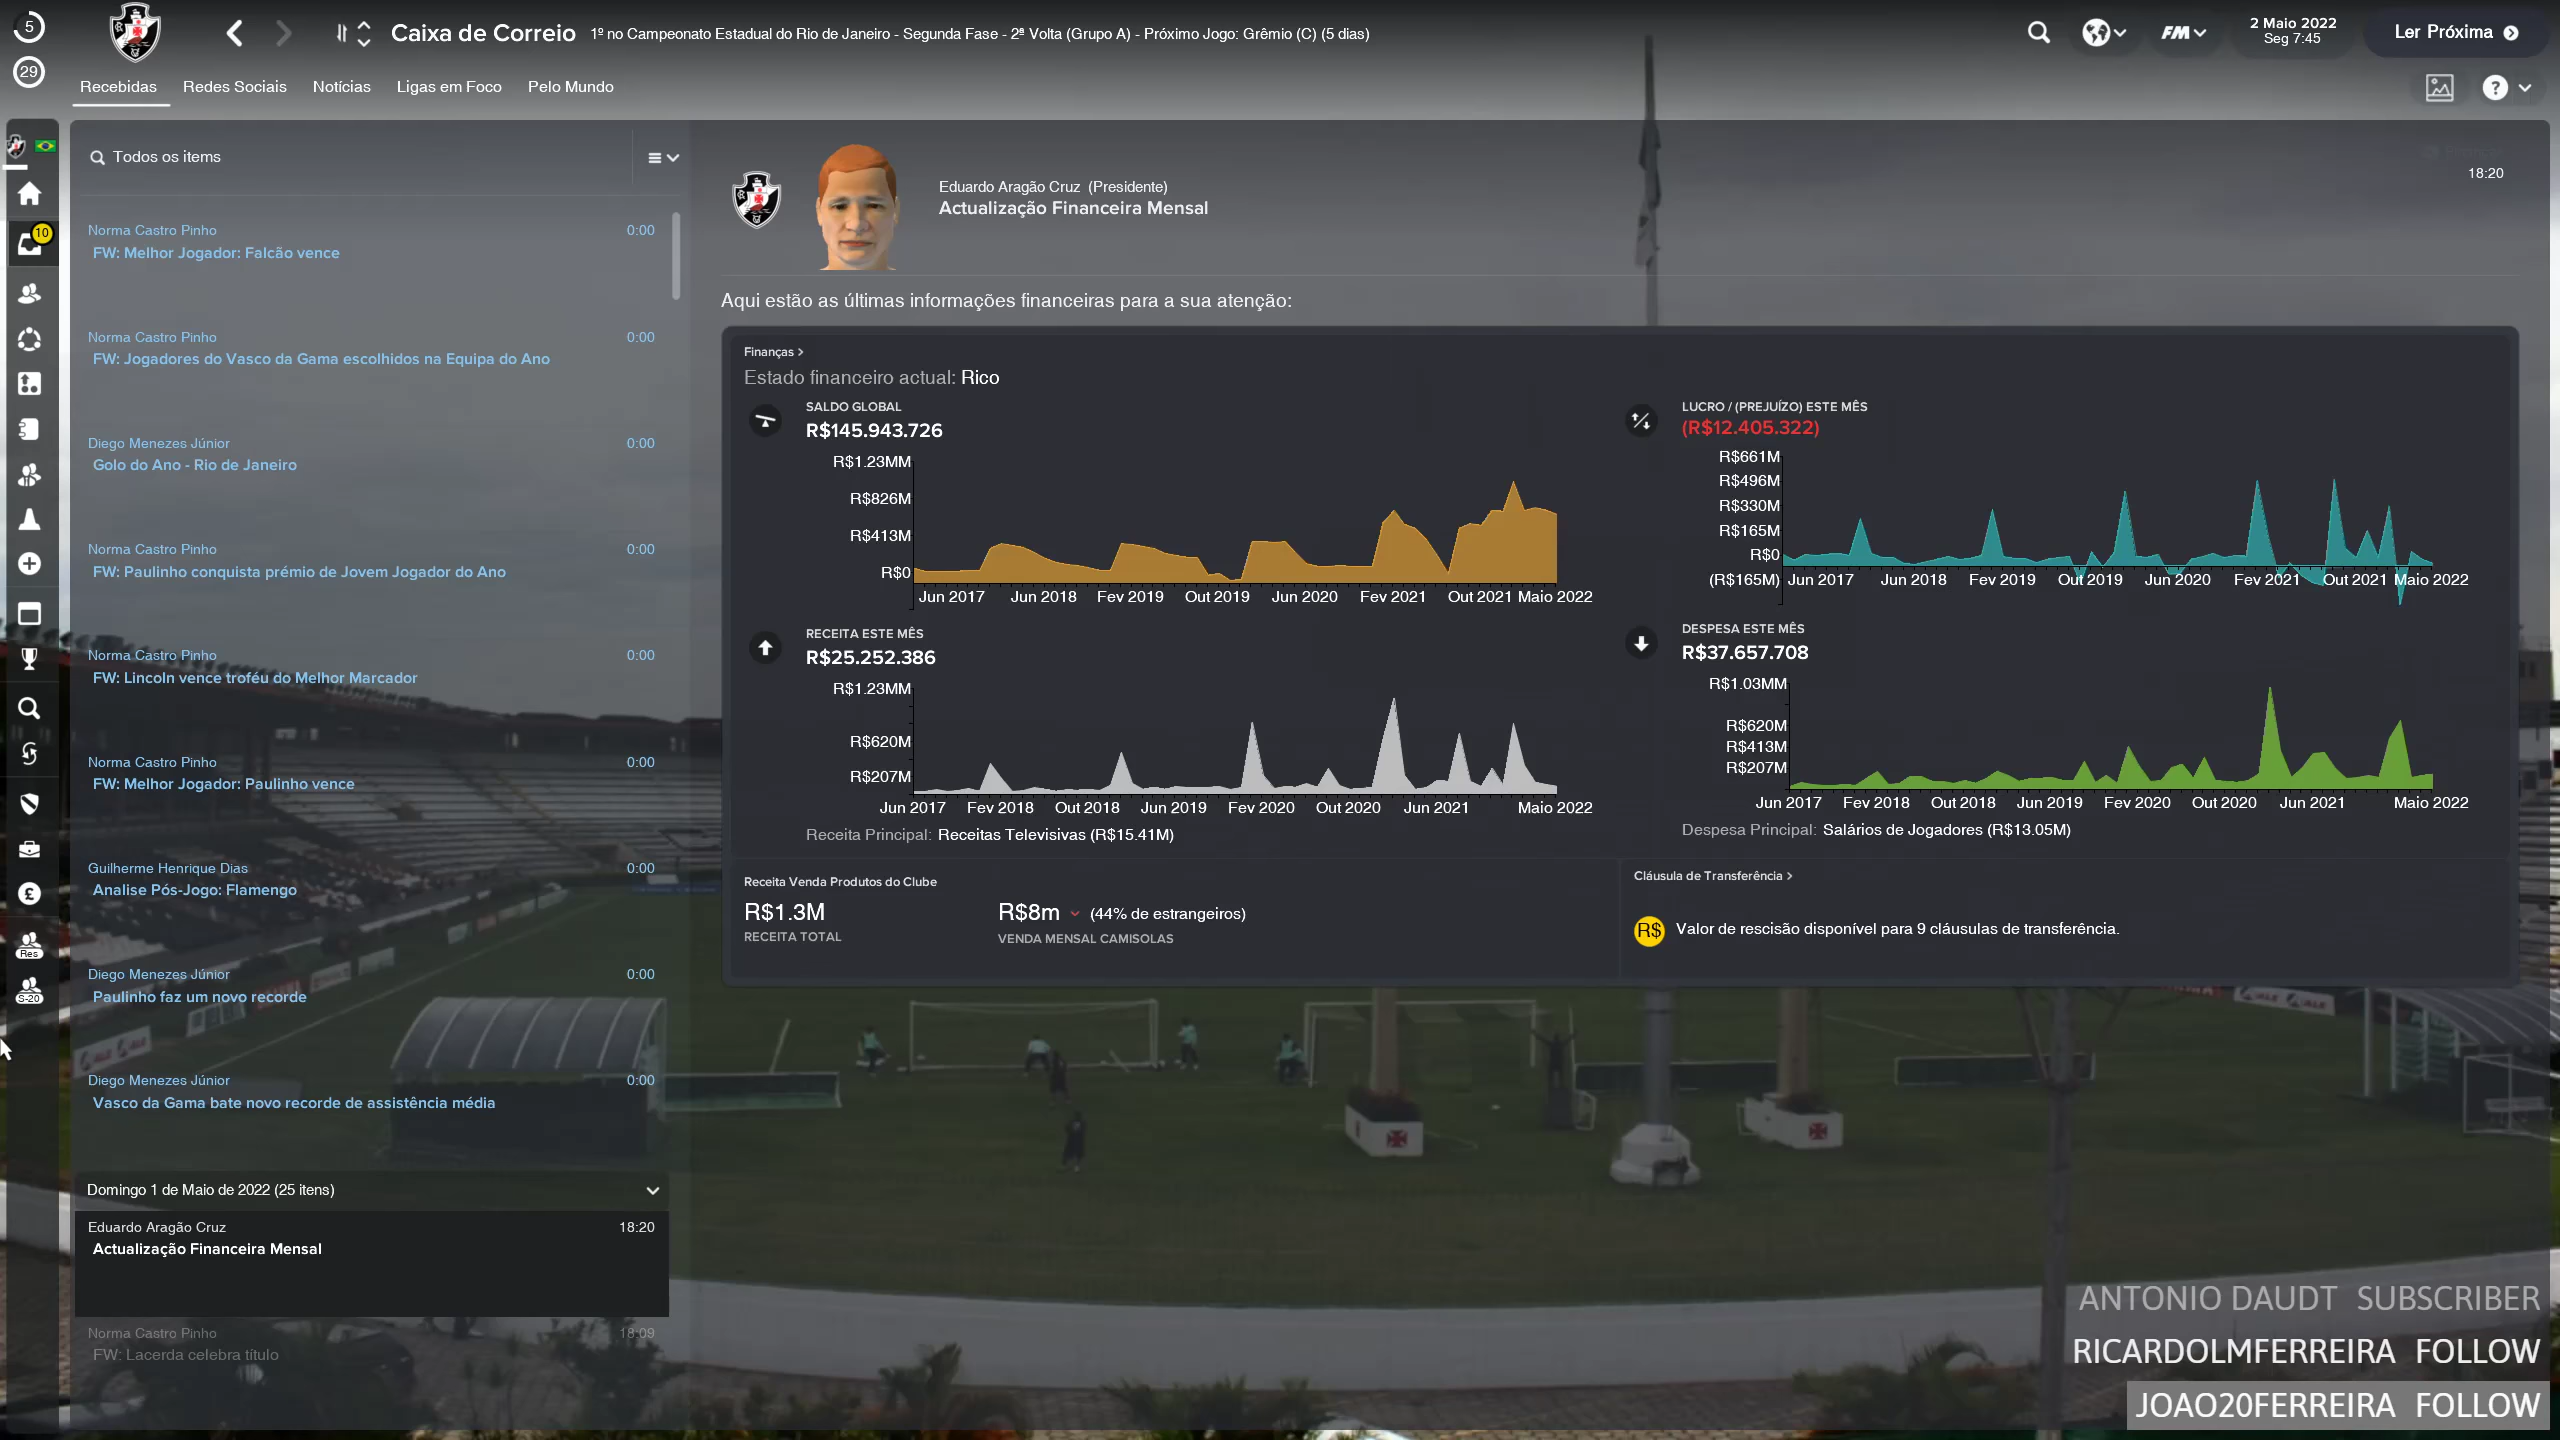 5
29
Caixa de Correio
1º no Campeonato Estadual do Rio de Janeiro - Segunda Fase - 2ª Volta (Grupo A) - Próximo Jogo: Grêmio (C) (5 dias)
FM
2 Maio 2022
Seg 7:45
Ler Próxima
Recebidas
Redes Sociais
Notícias
Ligas em Foco
Pelo Mundo
?
Todos os items
10
Norma Castro Pinho 0:00
FW: Melhor Jogador: Falcão vence
Norma Castro Pinho 0:00
FW: Jogadores do Vasco da Gama escolhidos na Equipa do Ano
Diego Menezes Júnior 0:00
Golo do Ano - Rio de Janeiro
Norma Castro Pinho 0:00
FW: Paulinho conquista prémio de Jovem Jogador do Ano
Norma Castro Pinho 0:00
FW: Lincoln vence troféu do Melhor Marcador
Norma Castro Pinho 0:00
FW: Melhor Jogador: Paulinho vence
Guilherme Henrique Dias 0:00
Analise Pós-Jogo: Flamengo
Diego Menezes Júnior 0:00
Paulinho faz um novo recorde
Diego Menezes Júnior 0:00
Vasco da Gama bate novo recorde de assistência média
Domingo 1 de Maio de 2022 (25 itens)
Eduardo Aragão Cruz 18:20
Actualização Financeira Mensal
Norma Castro Pinho 18:09
FW: Lacerda celebra título
£
Res
S-20
Eduardo Aragão Cruz (Presidente)
Actualização Financeira Mensal
18:20
Aqui estão as últimas informações financeiras para a sua atenção:
Finanças >
Estado financeiro actual: Rico
SALDO GLOBAL
R$145.943.726
R$1.23MM
R$826M
R$413M
R$0
Jun 2017 Jun 2018 Fev 2019 Out 2019 Jun 2020 Fev 2021 Out 2021 Maio 2022
LUCRO / (PREJUÍZO) ESTE MÊS
(R$12.405.322)
R$661M
R$496M
R$330M
R$165M
R$0
(R$165M)
Jun 2017 Jun 2018 Fev 2019 Out 2019 Jun 2020 Fev 2021 Out 2021 Maio 2022
RECEITA ESTE MÊS
R$25.252.386
R$1.23MM
R$620M
R$207M
Jun 2017 Fev 2018 Out 2018 Jun 2019 Fev 2020 Out 2020 Jun 2021 Maio 2022
Receita Principal: Receitas Televisivas (R$15.41M)
DESPESA ESTE MÊS
R$37.657.708
R$1.03MM
R$620M
R$413M
R$207M
Jun 2017 Fev 2018 Out 2018 Jun 2019 Fev 2020 Out 2020 Jun 2021 Maio 2022
Despesa Principal: Salários de Jogadores (R$13.05M)
Receita Venda Produtos do Clube
R$1.3M
RECEITA TOTAL
R$8m (44% de estrangeiros)
VENDA MENSAL CAMISOLAS
Cláusula de Transferência >
R$ Valor de rescisão disponível para 9 cláusulas de transferência.
ANTONIO DAUDT SUBSCRIBER
RICARDOLMFERREIRA FOLLOW
JOAO20FERREIRA FOLLOW